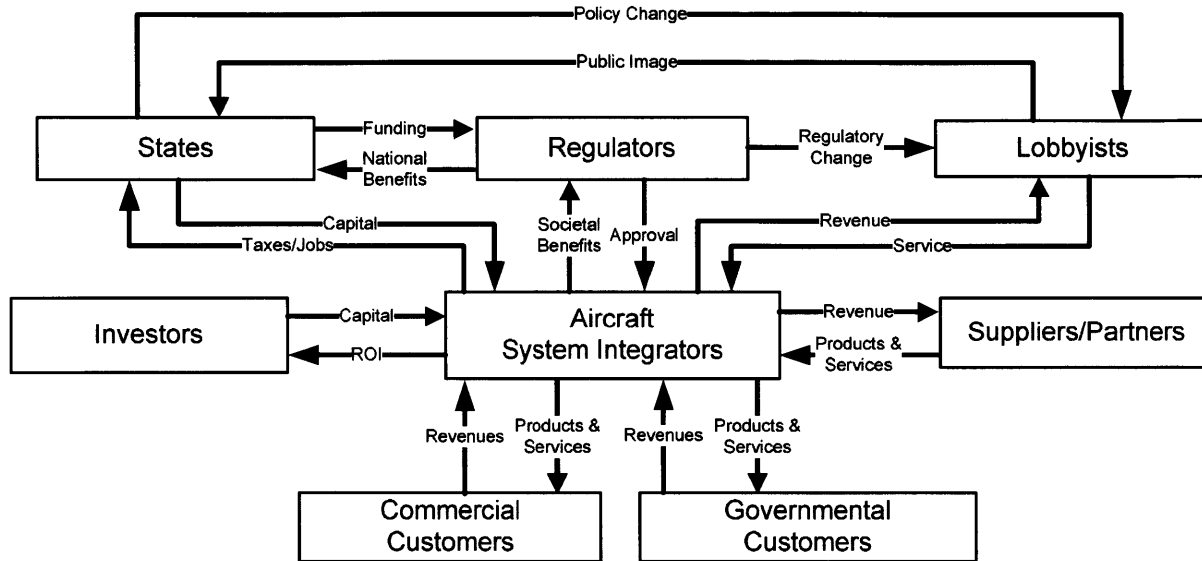 Policy Change
Public Image
States
Funding
National
Benefits
Regulators
Regulatory
Change
Lobbyists
Capital
Taxes/Jobs
Societal
Benefits
Approval
Revenue
Service
Investors
Capital
ROI
Aircraft
System Integrators
Revenue
Products &
Services
Suppliers/Partners
Revenues
Products &
Services
Revenues
Products &
Services
Commercial
Customers
Governmental
Customers